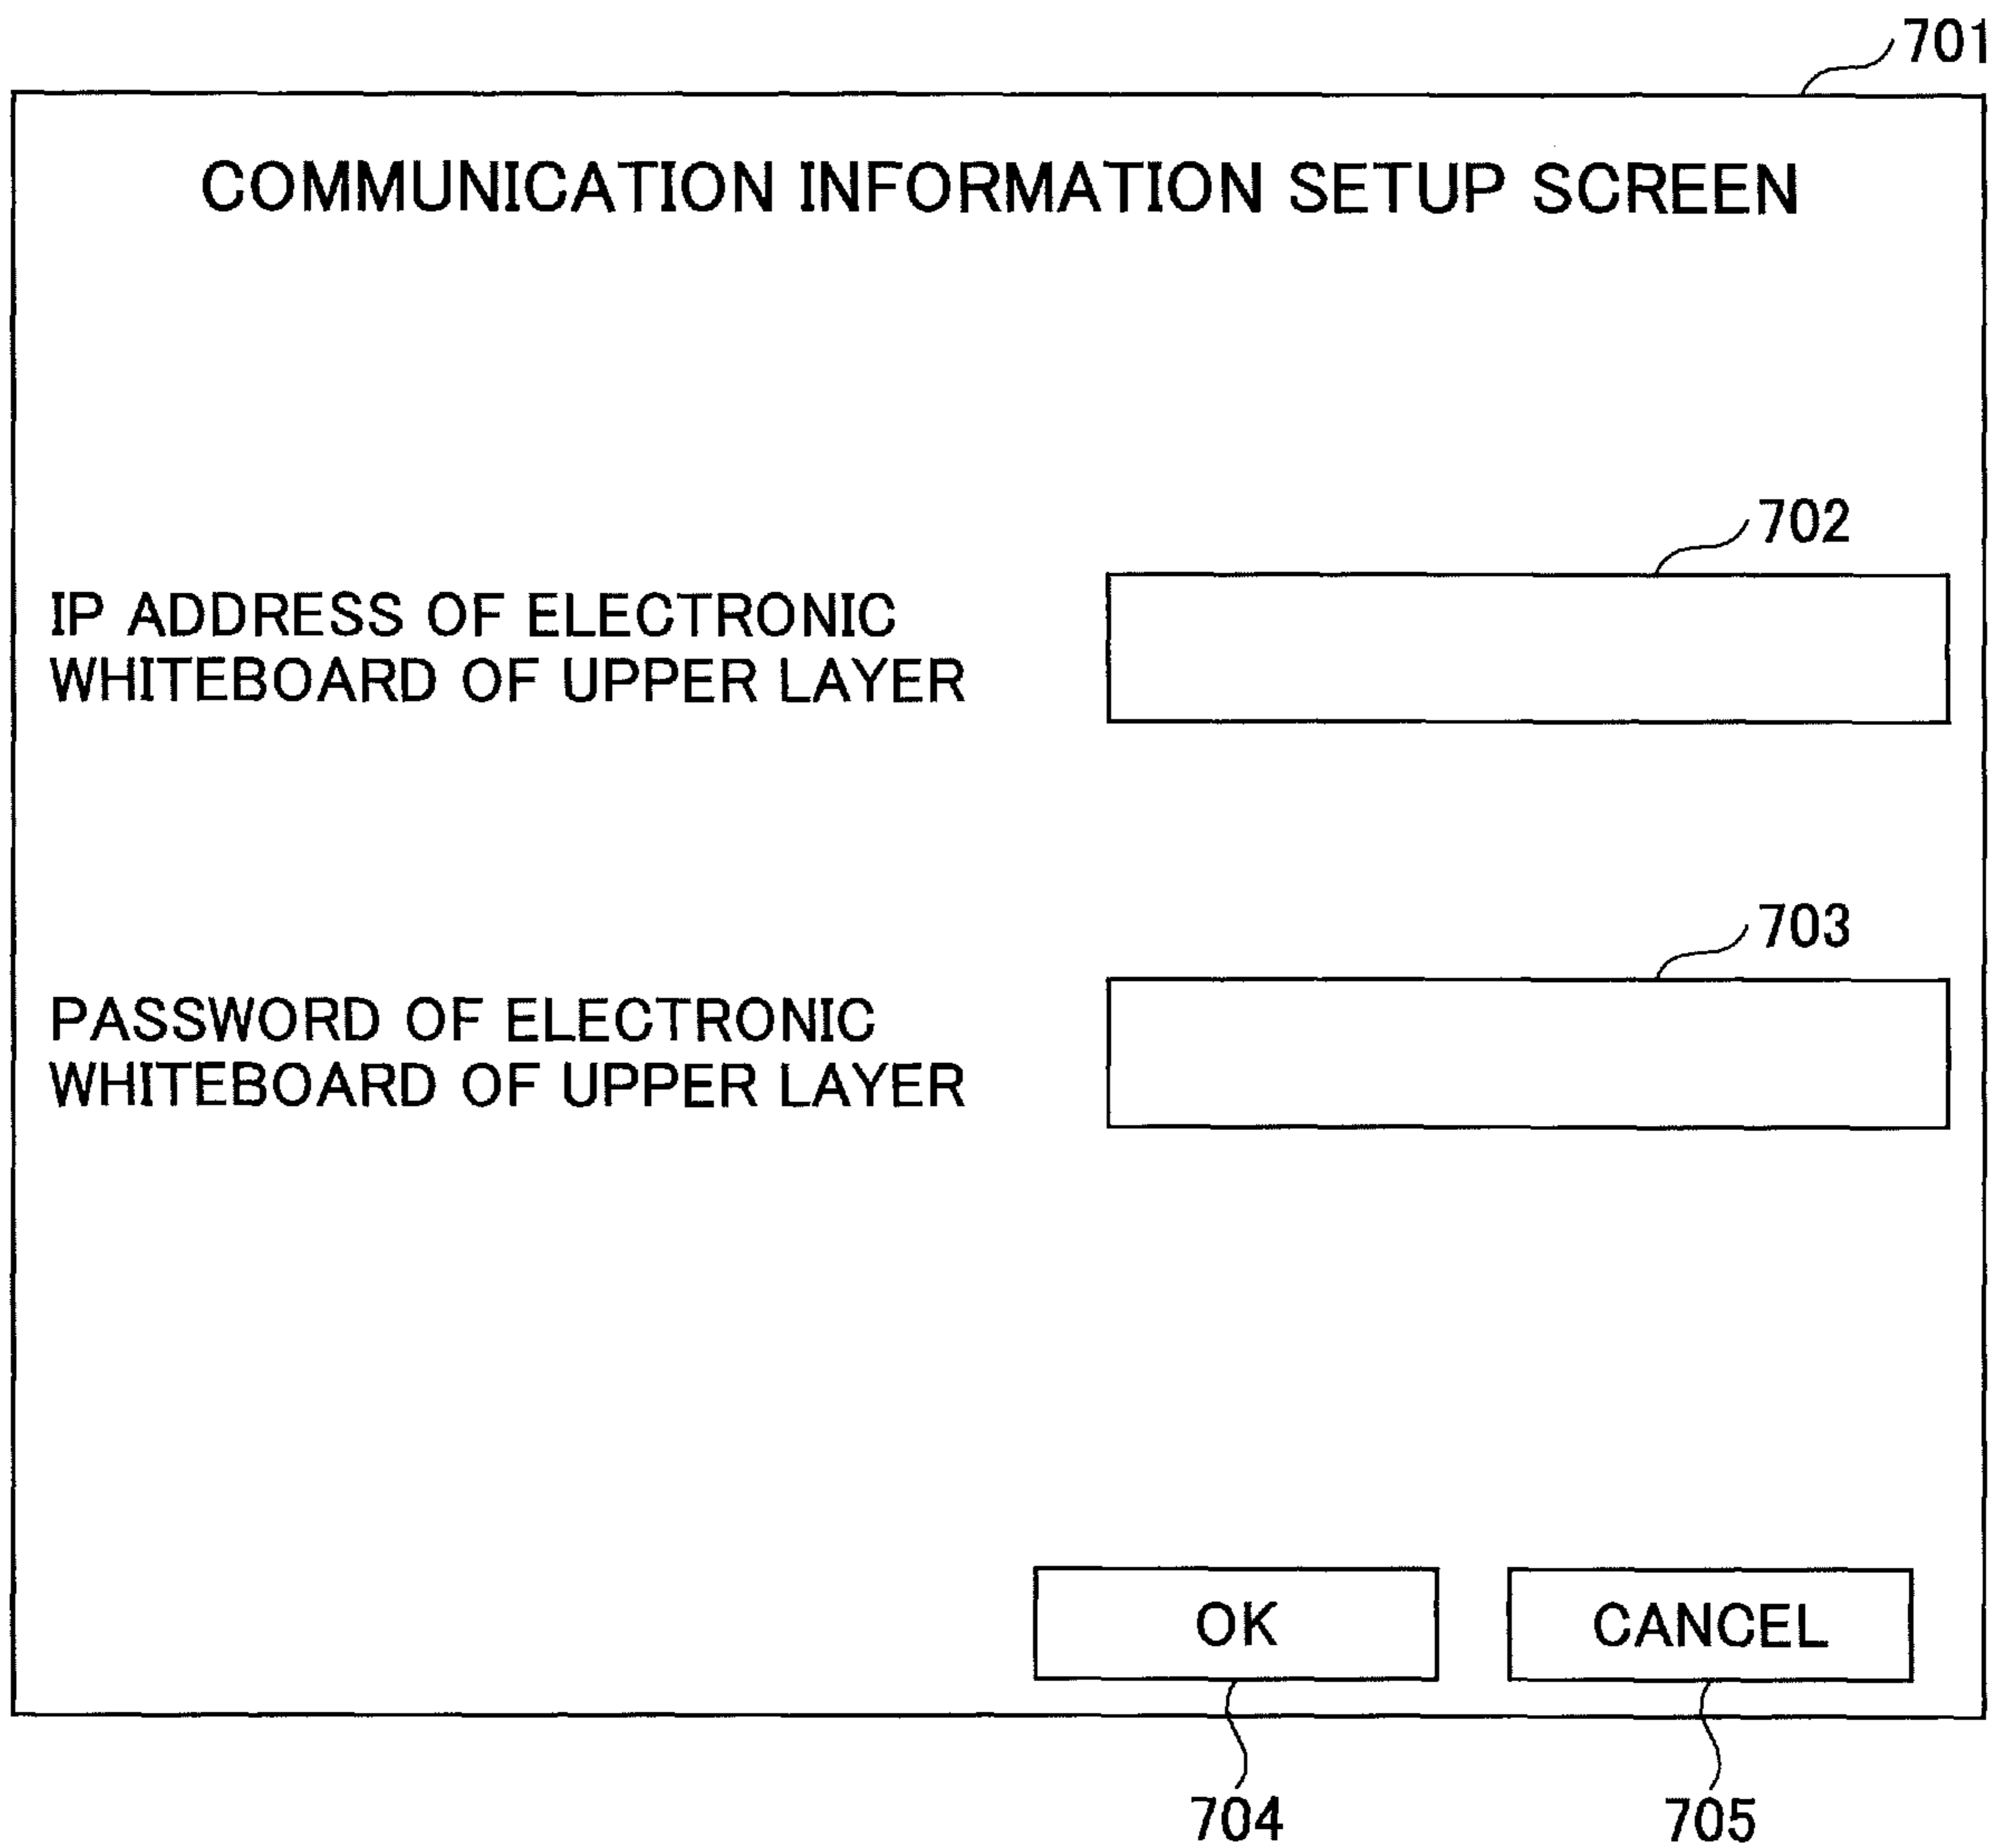 701
COMMUNICATION INFORMATION SETUP SCREEN
702
IP ADDRESS OF ELECTRONIC
WHITEBOARD OF UPPER LAYER
703
PASSWORD OF ELECTRONIC
WHITEBOARD OF UPPER LAYER
OK
CANCEL
704
705